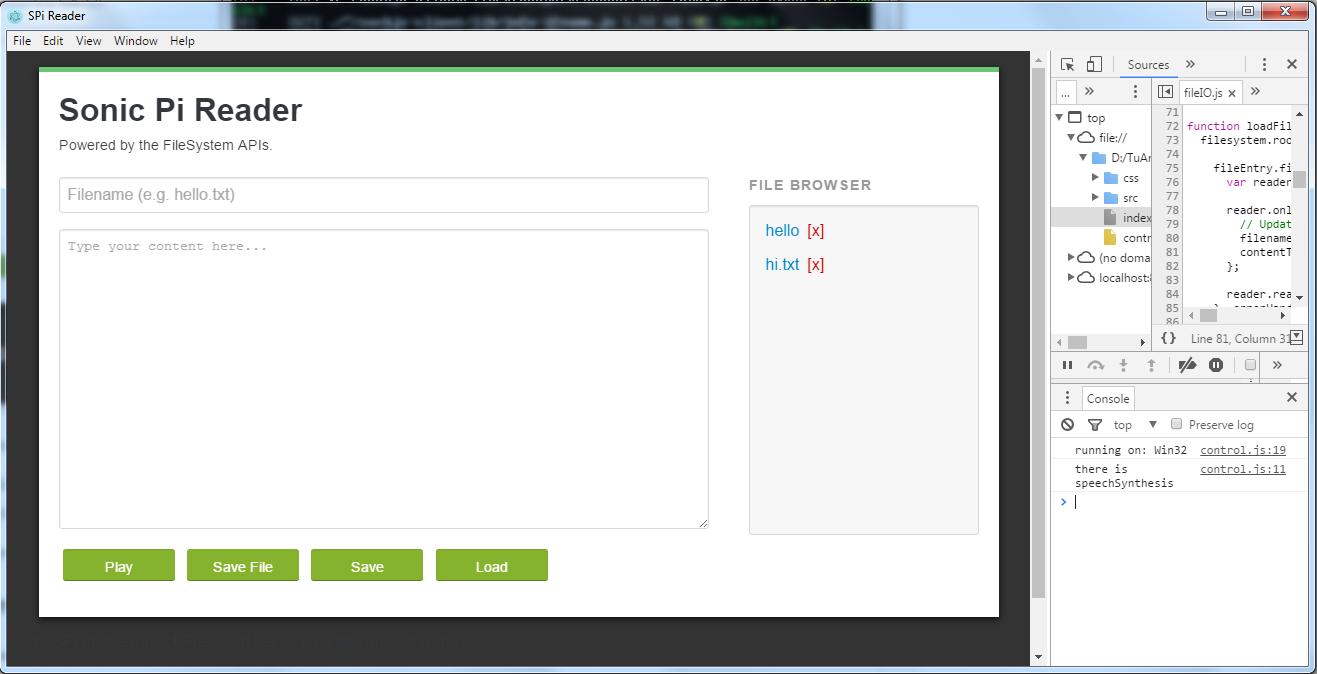 SPi Reader
File Edit View Window Help
Sonic Pi Reader
Powered by the FileSystem APIs.
Filename (e.g. hello.txt)
Type your content here...
Play Save File Save Load
FILE BROWSER
hello [x]
hi.txt [x]
Sources »
... »
fileIO.js × »
top
file://
D:/TuAr
css
src
index
contr
(no doma
localhost:8
71
72 function loadFil
73 filesystem.roo
74
75 fileEntry.fi
76 var reader
77
78 reader.onl
79 // Updat
80 filename
81 contentT
82 };
83
84 reader.rea
85
86
{} Line 81, Column 31
»
Console
top ▼ Preserve log
running on: Win32 control.js:19
there is control.js:11
speechSynthesis
>